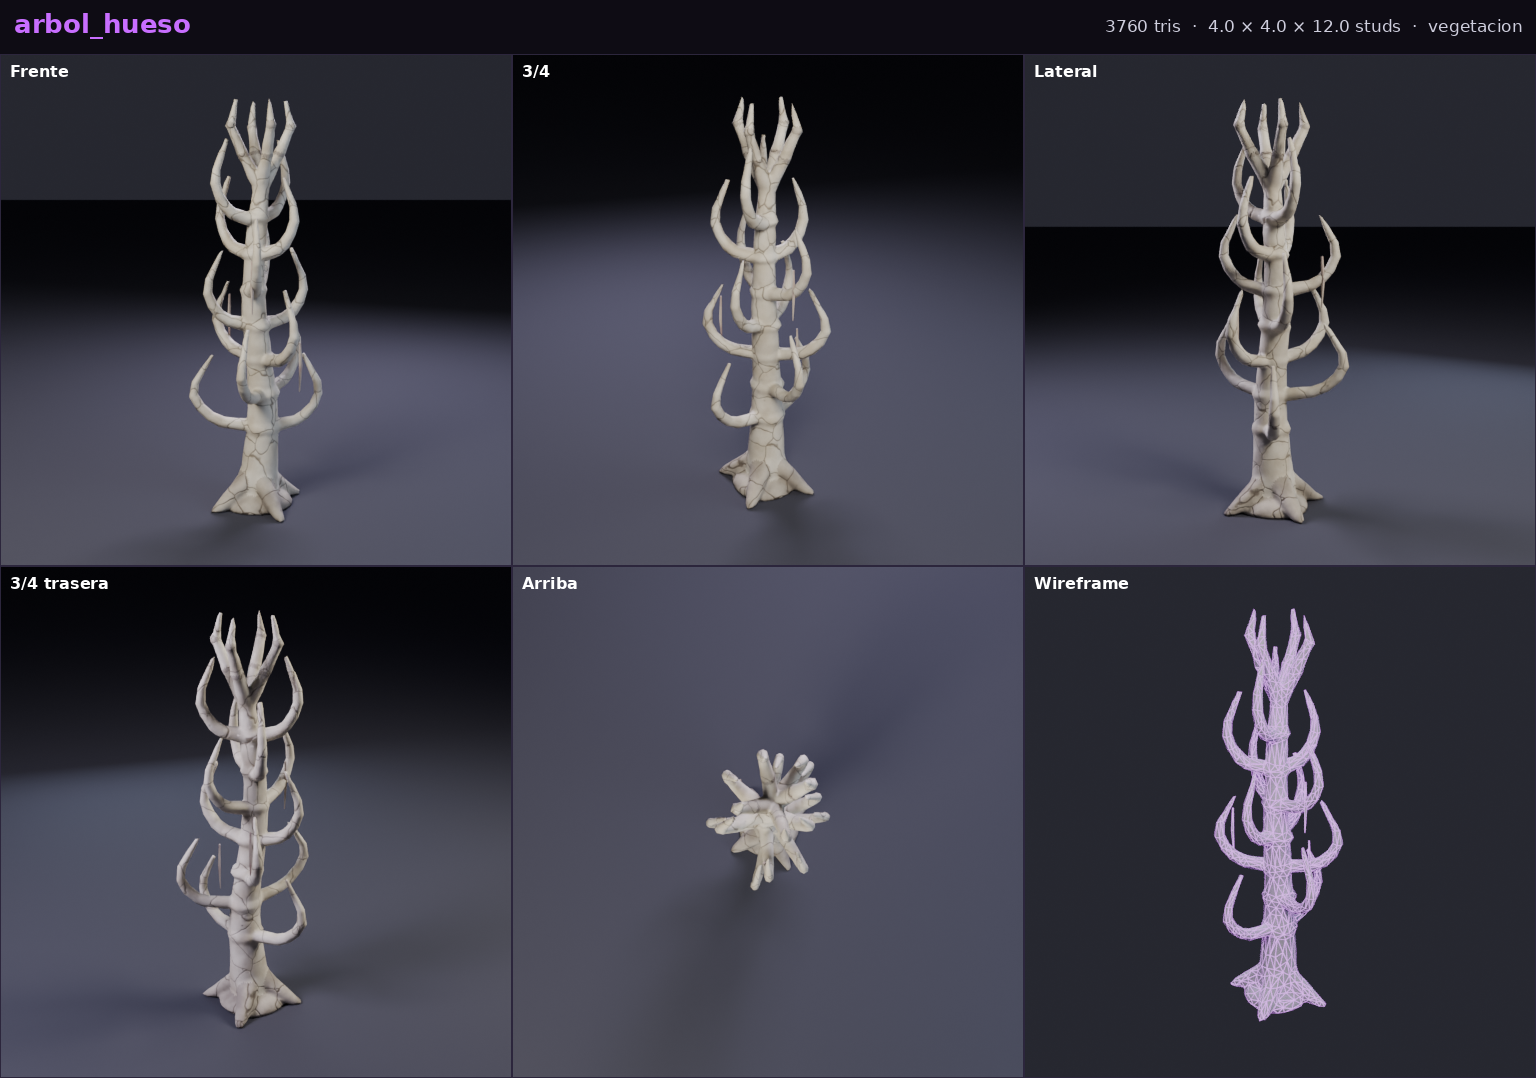 arbol_hueso
3760 tris · 4.0 × 4.0 × 12.0 studs · vegetacion
Frente
3/4
Lateral
3/4 trasera
Arriba
Wireframe